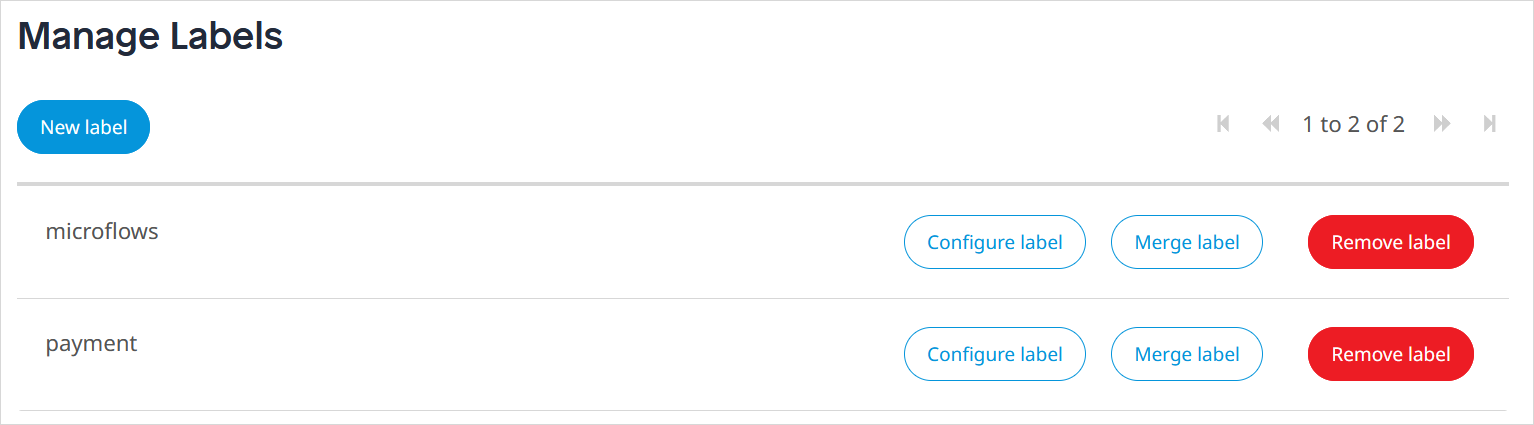 Manage Labels
New label
1 to 2 of 2
microflows
Configure label
Merge label
Remove label
payment
Configure label
Merge label
Remove label